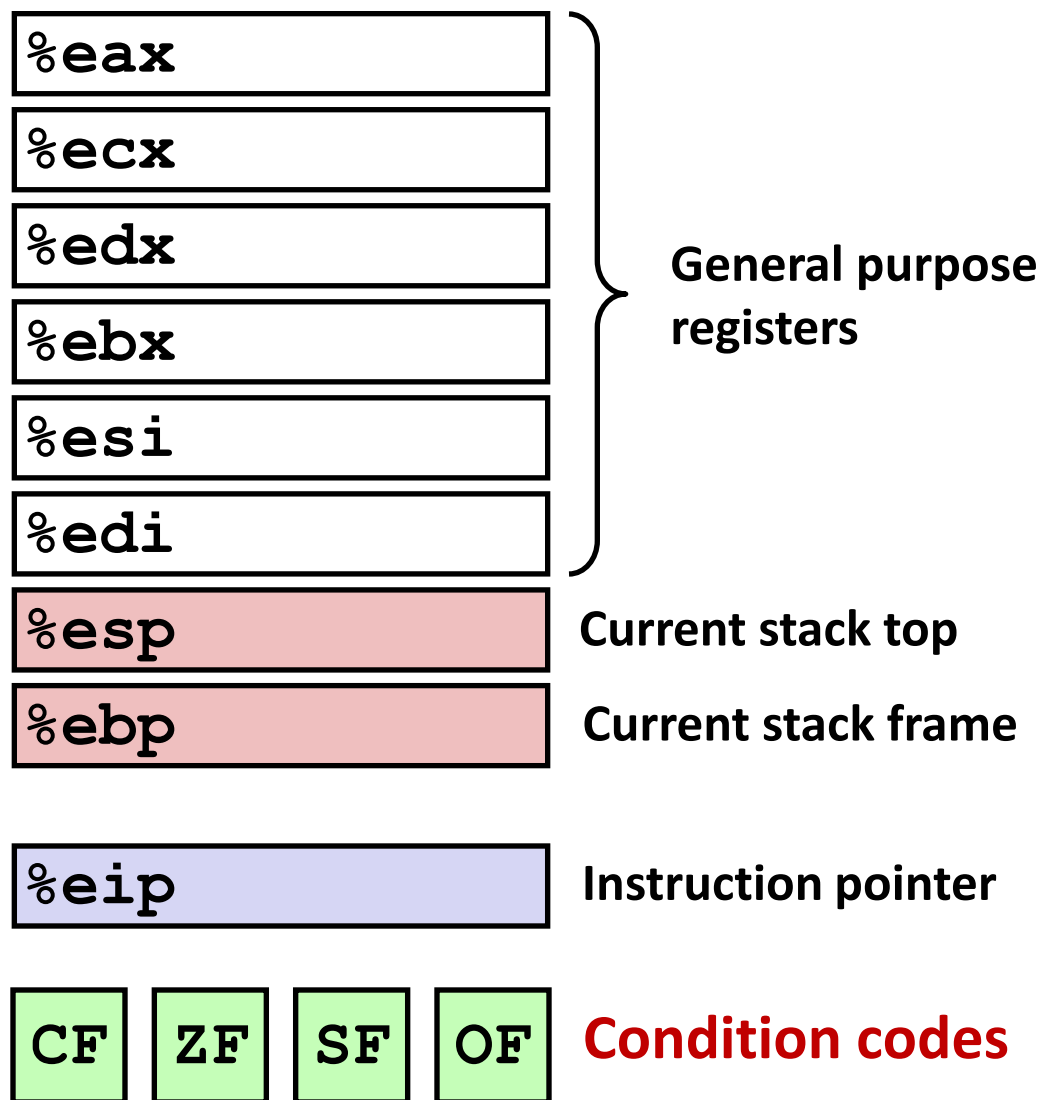 %eax
%ecx
%edx
General purpose
registers
%ebx
%esi
%edi
%esp Current stack top
%ebp Current stack frame
%eip Instruction pointer
CF ZF SF OF Condition codes